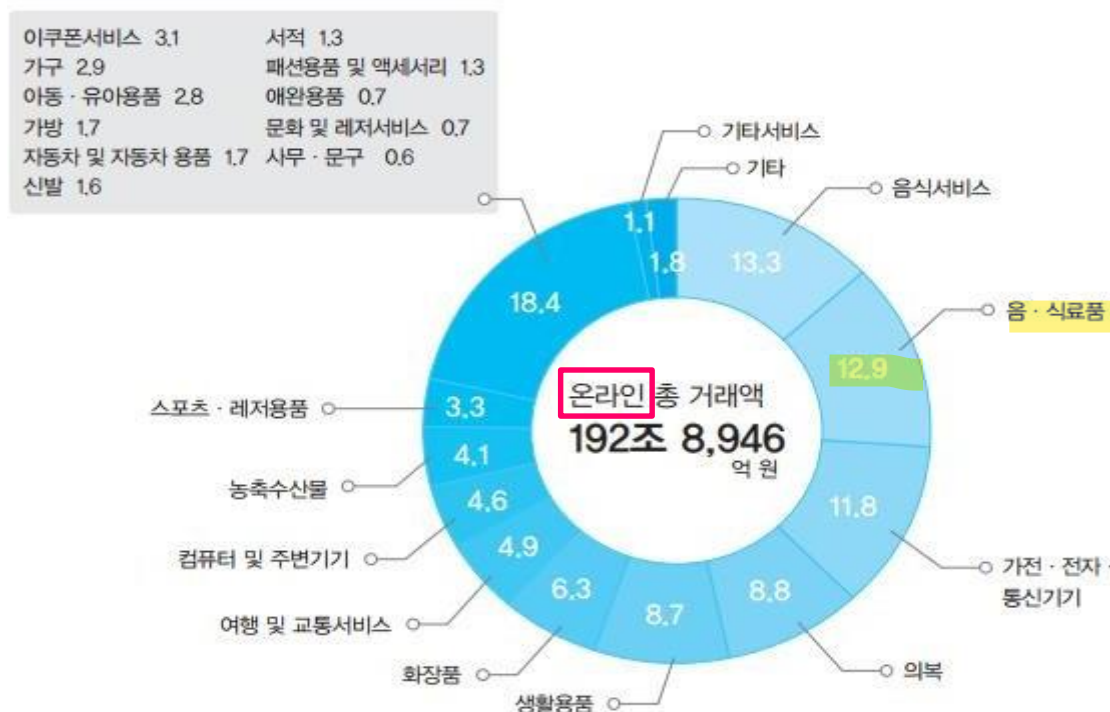 이쿠폰서비스 3.1 서적 1.3
가구 2.9 패션용품 및 액세서리 1.3
아동 · 유아용품 2.8 애완용품 0.7
가방 1.7 문화 및 레저서비스 0.7
자동차 및 자동차 용품 1.7 사무 · 문구 0.6
신발 1.6
기타서비스
기타
음식서비스
1.1
1.8
13.3
18.4
음 · 식료품
12.9
온라인 총 거래액
192조 8,946
억 원
스포츠 · 레저용품
3.3
농축수산물
4.1
11.8
컴퓨터 및 주변기기
4.6
가전 · 전자 ·
통신기기
여행 및 교통서비스
4.9
화장품
6.3
생활용품
8.7
8.8
의복